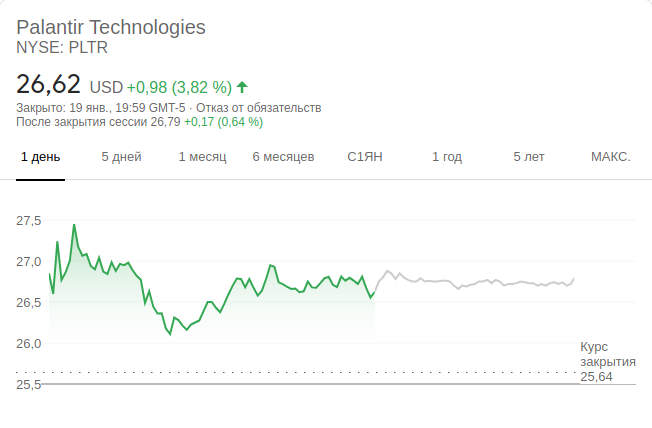 Palantir Technologies
NYSE: PLTR
26,62 USD +0,98 (3,82 %)
Закрыто: 19 янв., 19:59 GMT-5 · Отказ от обязательств
После закрытия сессии 26,79 +0,17 (0,64 %)
1 день 5 дней 1 месяц 6 месяцев С1ЯН 1 год 5 лет МАКС.
27,5
27,0
26,5
26,0
Курс
закрытия
25,64
25,5